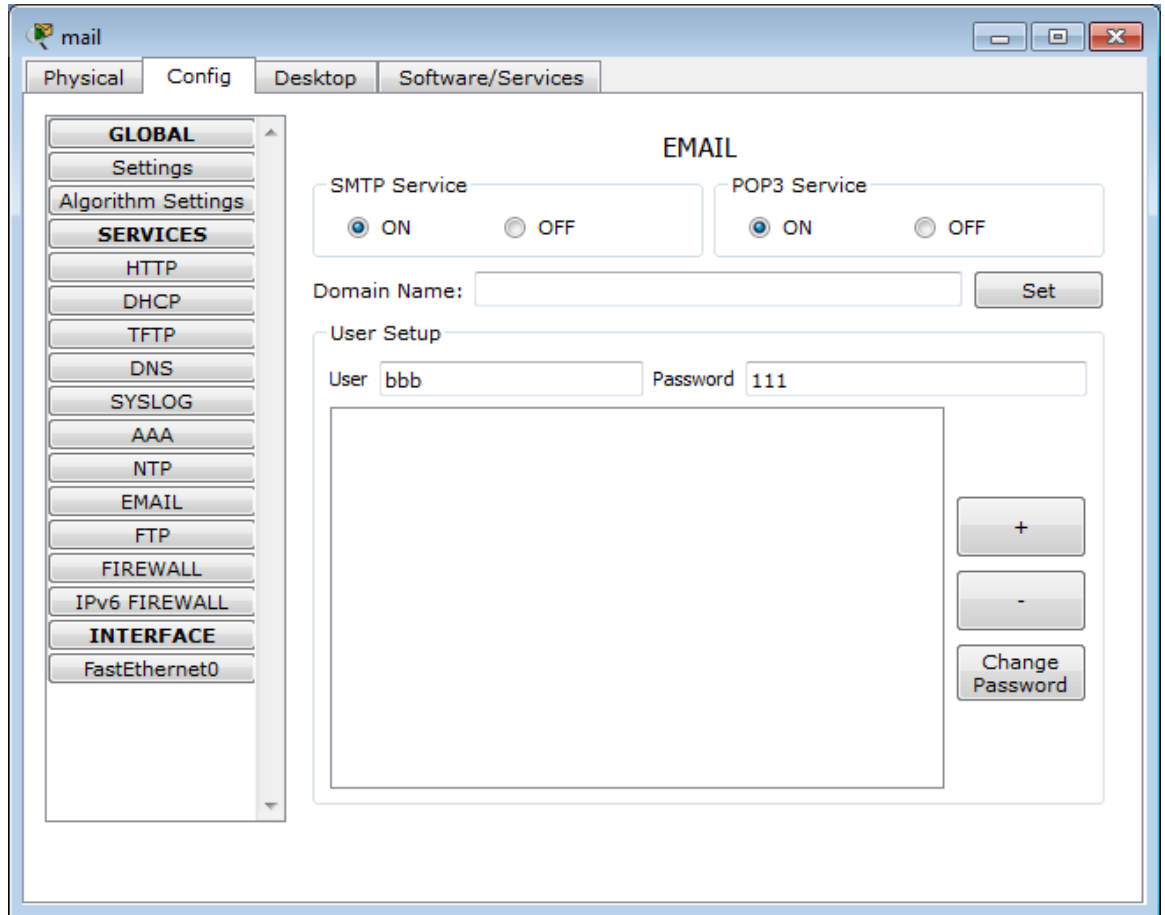 mail
Physical Config Desktop Software/Services
GLOBAL
Settings
Algorithm Settings
SERVICES
HTTP
DHCP
TFTP
DNS
SYSLOG
AAA
NTP
EMAIL
FTP
FIREWALL
IPv6 FIREWALL
INTERFACE
FastEthernet0
EMAIL
SMTP Service
ON OFF
POP3 Service
ON OFF
Domain Name: Set
User Setup
User bbb Password 111
+
-
Change
Password